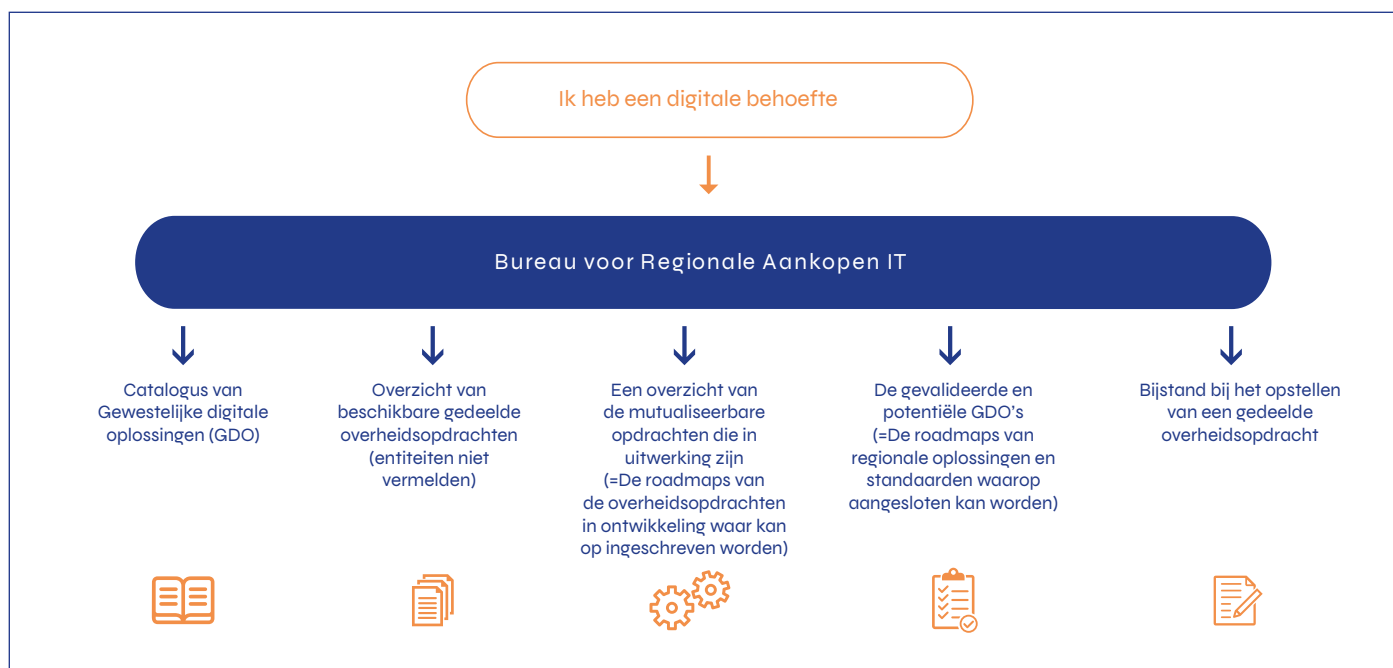 Ik heb een digitale behoefte
Bureau voor Regionale Aankopen IT
Catalogus van
Gewestelijke digitale
oplossingen (GDO)
Overzicht van
beschikbare gedeelde
overheidsopdrachten
(entiteiten niet
vermelden)
Een overzicht van
de mutualiseerbare
opdrachten die in
uitwerking zijn
(=De roadmaps van
de overheidsopdrachten
in ontwikkeling waar kan
op ingeschreven worden)
De gevalideerde en
potentiële GDO's
(=De roadmaps van
regionale oplossingen en
standaarden waarop
aangesloten kan worden)
Bijstand bij het opstellen
van een gedeelde
overheidsopdracht